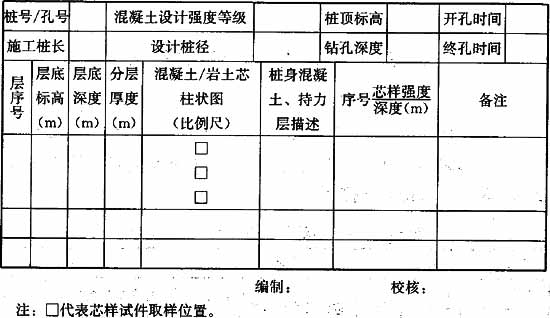 桩号/孔号 混凝土设计强度等级 桩顶标高 开孔时间
施工桩长 设计桩径 钻孔深度 终孔时间
层序号 层底标高(m) 层底深度(m) 分层厚度(m) 混凝土/岩土芯柱状图(比例尺) 桩身混凝土、持力层描述 序号 芯样强度/深度(m) 备注
□
□
□
编制: 校核:
注:□代表芯样试件取样位置。